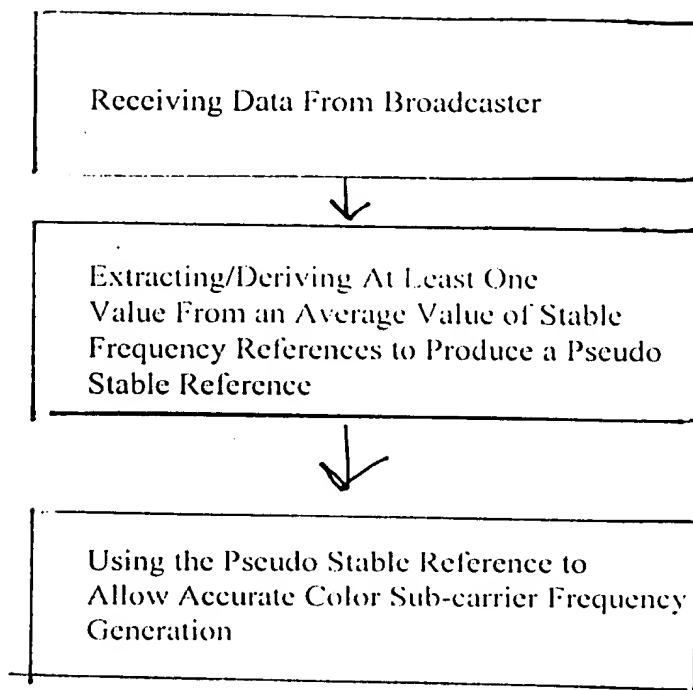 Receiving Data From Broadcaster
Extracting/Deriving At Least One
Value From an Average Value of Stable
Frequency References to Produce a Pseudo
Stable Reference
Using the Pseudo Stable Reference to
Allow Accurate Color Sub-carrier Frequency
Generation